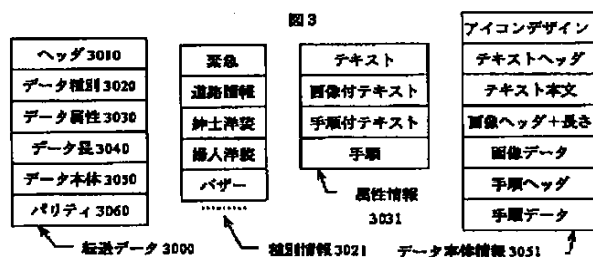 図3
ヘッダ3010
データ種別3020
データ属性3030
データ長3040
データ本体3050
パリティ3060
転送データ3000
緊急
道路情報
紳士洋装
婦人洋装
バザー
種別情報3021
テキスト
画像付テキスト
手順付テキスト
手順
属性情報
3031
アイコンデザイン
テキストヘッダ
テキスト本文
画像ヘッダ+長さ
画像データ
手順ヘッダ
手順データ
データ本体情報3051